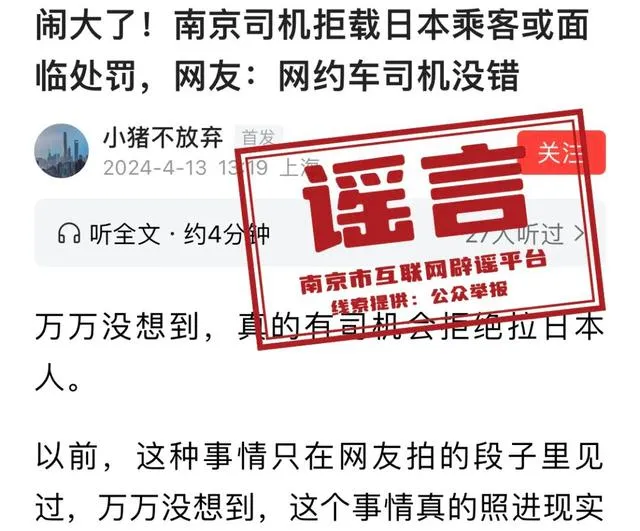 闹大了！南京司机拒载日本乘客或面
临处罚，网友：网约车司机没错
小猪不放弃 首发
2024-4-13 13:19 上海
关注
谣言
南京市互联网辟谣平台
线索提供：公众举报
听全文·约4分钟 27人听过
万万没想到，真的有司机会拒绝拉日本
人。
以前，这种事情只在网友拍的段子里见
过，万万没想到，这个事情真的照进现实